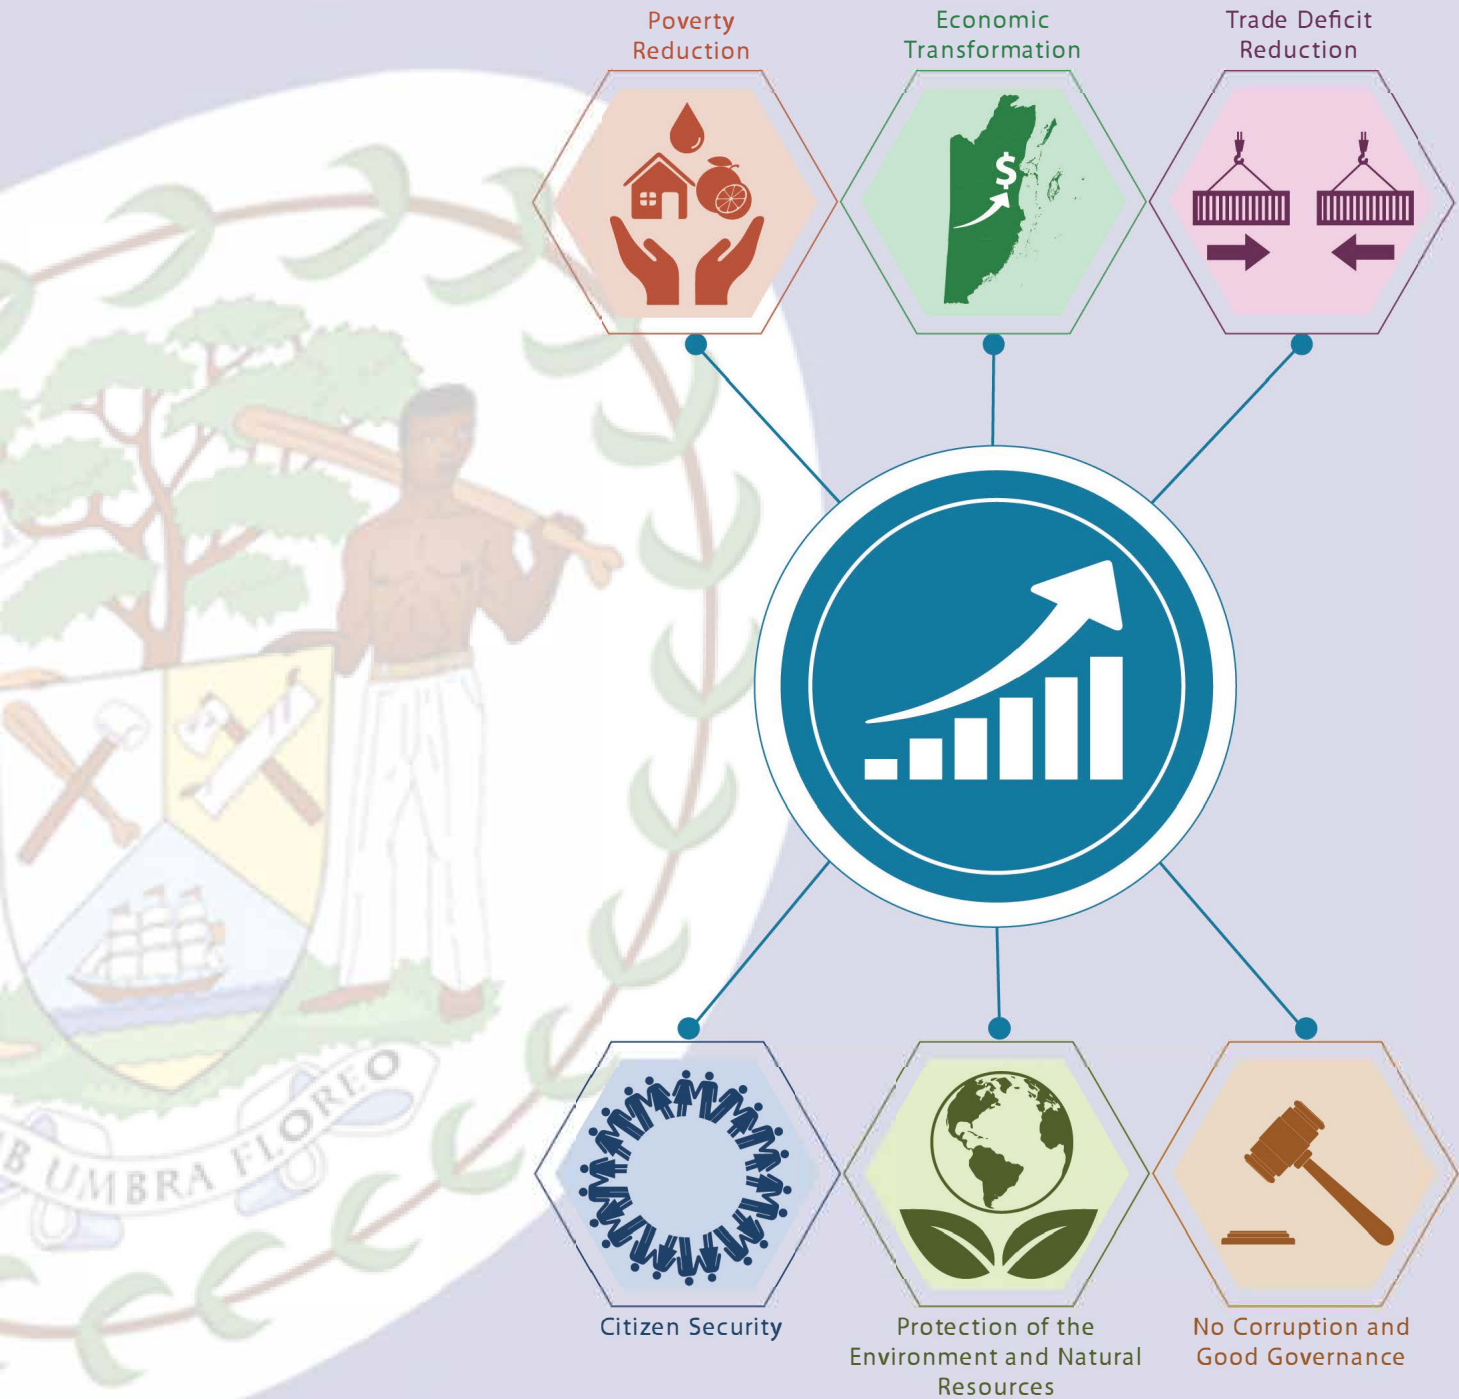 Poverty
Reduction
Economic
Transformation
Trade Deficit
Reduction
B UMBRA FLOREO
Citizen Security
Protection of the
Environment and Natural
Resources
No Corruption and
Good Governance